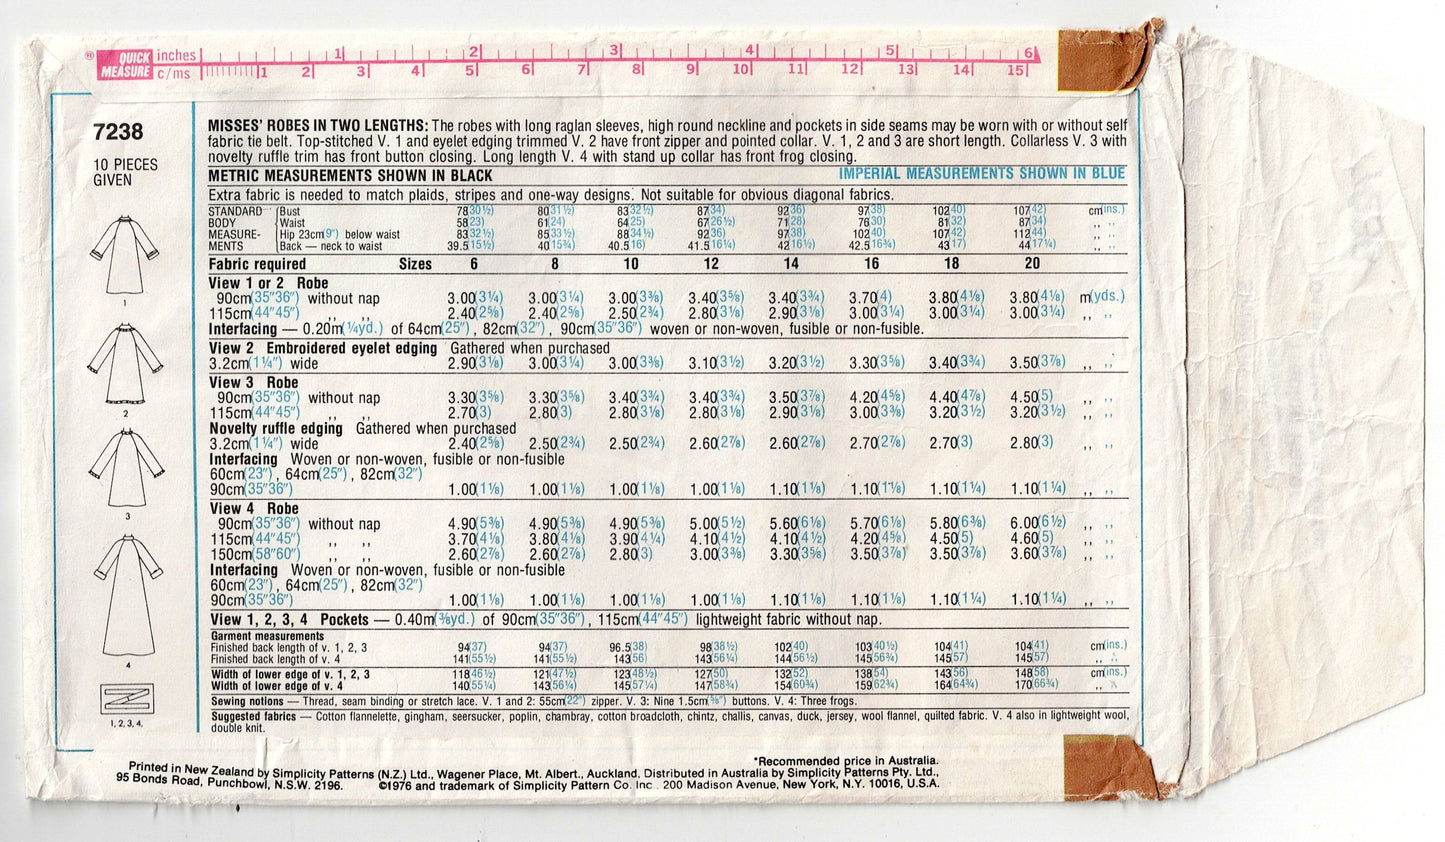 ® QUICK MEASURE inches 1 2 3 4 5 6
c/ms 1 2 3 4 5 6 7 8 9 10 11 12 13 14 15
7238
10 PIECES
GIVEN
1
2
3
4
1, 2, 3, 4,
MISSES' ROBES IN TWO LENGTHS: The robes with long raglan sleeves, high round neckline and pockets in side seams may be worn with or without self
fabric tie belt. Top-stitched V. 1 and eyelet edging trimmed V. 2 have front zipper and pointed collar. V. 1, 2 and 3 are short length. Collarless V. 3 with
novelty ruffle trim has front button closing. Long length V. 4 with stand up collar has front frog closing.
METRIC MEASUREMENTS SHOWN IN BLACK IMPERIAL MEASUREMENTS SHOWN IN BLUE
Extra fabric is needed to match plaids, stripes and one-way designs. Not suitable for obvious diagonal fabrics.
STANDARD Bust 78(30½) 80(31½) 83(32½) 87(34) 92(36) 97(38) 102(40) 107(42) cm(ins.)
BODY Waist 58(23) 61(24) 64(25) 67(26½) 71(28) 76(30) 81(32) 87(34) ,, ,,
MEASURE- Hip 23cm(9") below waist 83(32½) 85(33½) 88(34½) 92(36) 97(38) 102(40) 107(42) 112(44) ,, ,,
MENTS Back — neck to waist 39.5(15½) 40(15¾) 40.5(16) 41.5(16¼) 42(16½) 42.5(16¾) 43(17) 44(17¼) ,, ,,
Fabric required Sizes 6 8 10 12 14 16 18 20
View 1 or 2 Robe
90cm(35"36") without nap 3.00(3¼) 3.00(3¼) 3.00(3⅜) 3.40(3⅝) 3.40(3¾) 3.70(4) 3.80(4⅛) 3.80(4⅛) m(yds.)
115cm(44"45") ,, ,, 2.40(2⅝) 2.40(2⅝) 2.50(2¾) 2.80(3⅛) 2.90(3⅛) 3.00(3¼) 3.00(3¼) 3.00(3¼) ,, ,,
Interfacing — 0.20m(¼yd.) of 64cm(25"), 82cm(32"), 90cm(35"36") woven or non-woven, fusible or non-fusible.
View 2 Embroidered eyelet edging Gathered when purchased
3.2cm(1¼") wide 2.90(3⅛) 3.00(3¼) 3.00(3⅜) 3.10(3½) 3.20(3½) 3.30(3⅝) 3.40(3¾) 3.50(3⅞) ,, ,,
View 3 Robe
90cm(35"36") without nap 3.30(3⅝) 3.30(3⅝) 3.40(3¾) 3.40(3¾) 3.50(3⅞) 4.20(4⅝) 4.40(4⅞) 4.50(5) ,, ,,
115cm(44"45") ,, ,, 2.70(3) 2.80(3) 2.80(3⅛) 2.80(3⅛) 2.90(3⅛) 3.00(3⅜) 3.20(3½) 3.20(3½) ,, ,,
Novelty ruffle edging Gathered when purchased
3.2cm(1¼") wide 2.40(2⅝) 2.50(2¾) 2.50(2¾) 2.60(2⅞) 2.60(2⅞) 2.70(2⅞) 2.70(3) 2.80(3) ,, ,,
Interfacing Woven or non-woven, fusible or non-fusible
60cm(23"), 64cm(25"), 82cm(32")
90cm(35"36") 1.00(1⅛) 1.00(1⅛) 1.00(1⅛) 1.00(1⅛) 1.10(1⅛) 1.10(1⅛) 1.10(1¼) 1.10(1¼) ,, ,,
View 4 Robe
90cm(35"36") without nap 4.90(5⅜) 4.90(5⅜) 4.90(5⅜) 5.00(5½) 5.60(6⅛) 5.70(6⅛) 5.80(6⅜) 6.00(6½) ,, ,,
115cm(44"45") ,, ,, 3.70(4⅛) 3.80(4⅛) 3.90(4¼) 4.10(4½) 4.10(4½) 4.20(4⅝) 4.50(5) 4.60(5) ,, ,,
150cm(58"60") ,, ,, 2.60(2⅞) 2.60(2⅞) 2.80(3) 3.00(3⅜) 3.30(3⅝) 3.50(3⅞) 3.50(3⅞) 3.60(3⅞) ,, ,,
Interfacing Woven or non-woven, fusible or non-fusible
60cm(23"), 64cm(25"), 82cm(32")
90cm(35"36") 1.00(1⅛) 1.00(1⅛) 1.00(1⅛) 1.00(1⅛) 1.10(1⅛) 1.10(1⅛) 1.10(1¼) 1.10(1¼) ,, ,,
View 1, 2, 3, 4 Pockets — 0.40m(⅜yd.) of 90cm(35"36"), 115cm(44"45") lightweight fabric without nap.
Garment measurements
Finished back length of v. 1, 2, 3 94(37) 94(37) 96.5(38) 98(38½) 102(40) 103(40½) 104(41) 104(41) cm(ins.)
Finished back length of v. 4 141(55½) 141(55½) 143(56) 143(56¼) 144(56½) 145(56¾) 145(57) 145(57) ,, ,,
Width of lower edge of v. 1, 2, 3 118(46½) 121(47½) 123(48½) 127(50) 132(52) 138(54) 143(56) 148(58) cm(ins.)
Width of lower edge of v. 4 140(55¼) 143(56¼) 145(57¼) 147(58¾) 154(60¾) 159(62¾) 164(64¾) 170(66¾) ,, ,,
Sewing notions — Thread, seam binding or stretch lace. V. 1 and 2: 55cm(22") zipper. V. 3: Nine 1.5cm(⅝") buttons. V. 4: Three frogs.
Suggested fabrics — Cotton flannelette, gingham, seersucker, poplin, chambray, cotton broadcloth, chintz, challis, canvas, duck, jersey, wool flannel, quilted fabric. V. 4 also in lightweight wool,
double knit.
*Recommended price in Australia.
Printed in New Zealand by Simplicity Patterns (N.Z.) Ltd., Wagener Place, Mt. Albert., Auckland, Distributed in Australia by Simplicity Patterns Pty. Ltd.,
95 Bonds Road, Punchbowl, N.S.W. 2196. ©1976 and trademark of Simplicity Pattern Co. Inc. 200 Madison Avenue, New York, N.Y. 10016, U.S.A.